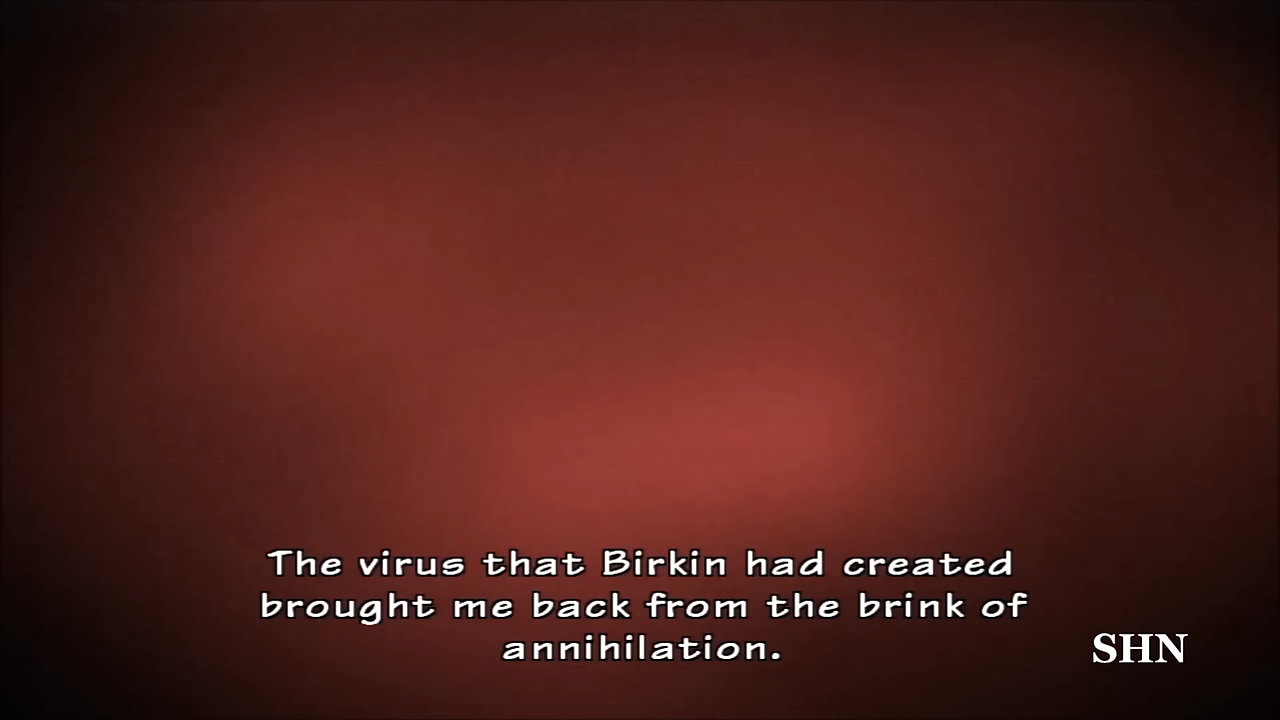 The virus that Birkin had created
brought me back from the brink of
annihilation.
SHN